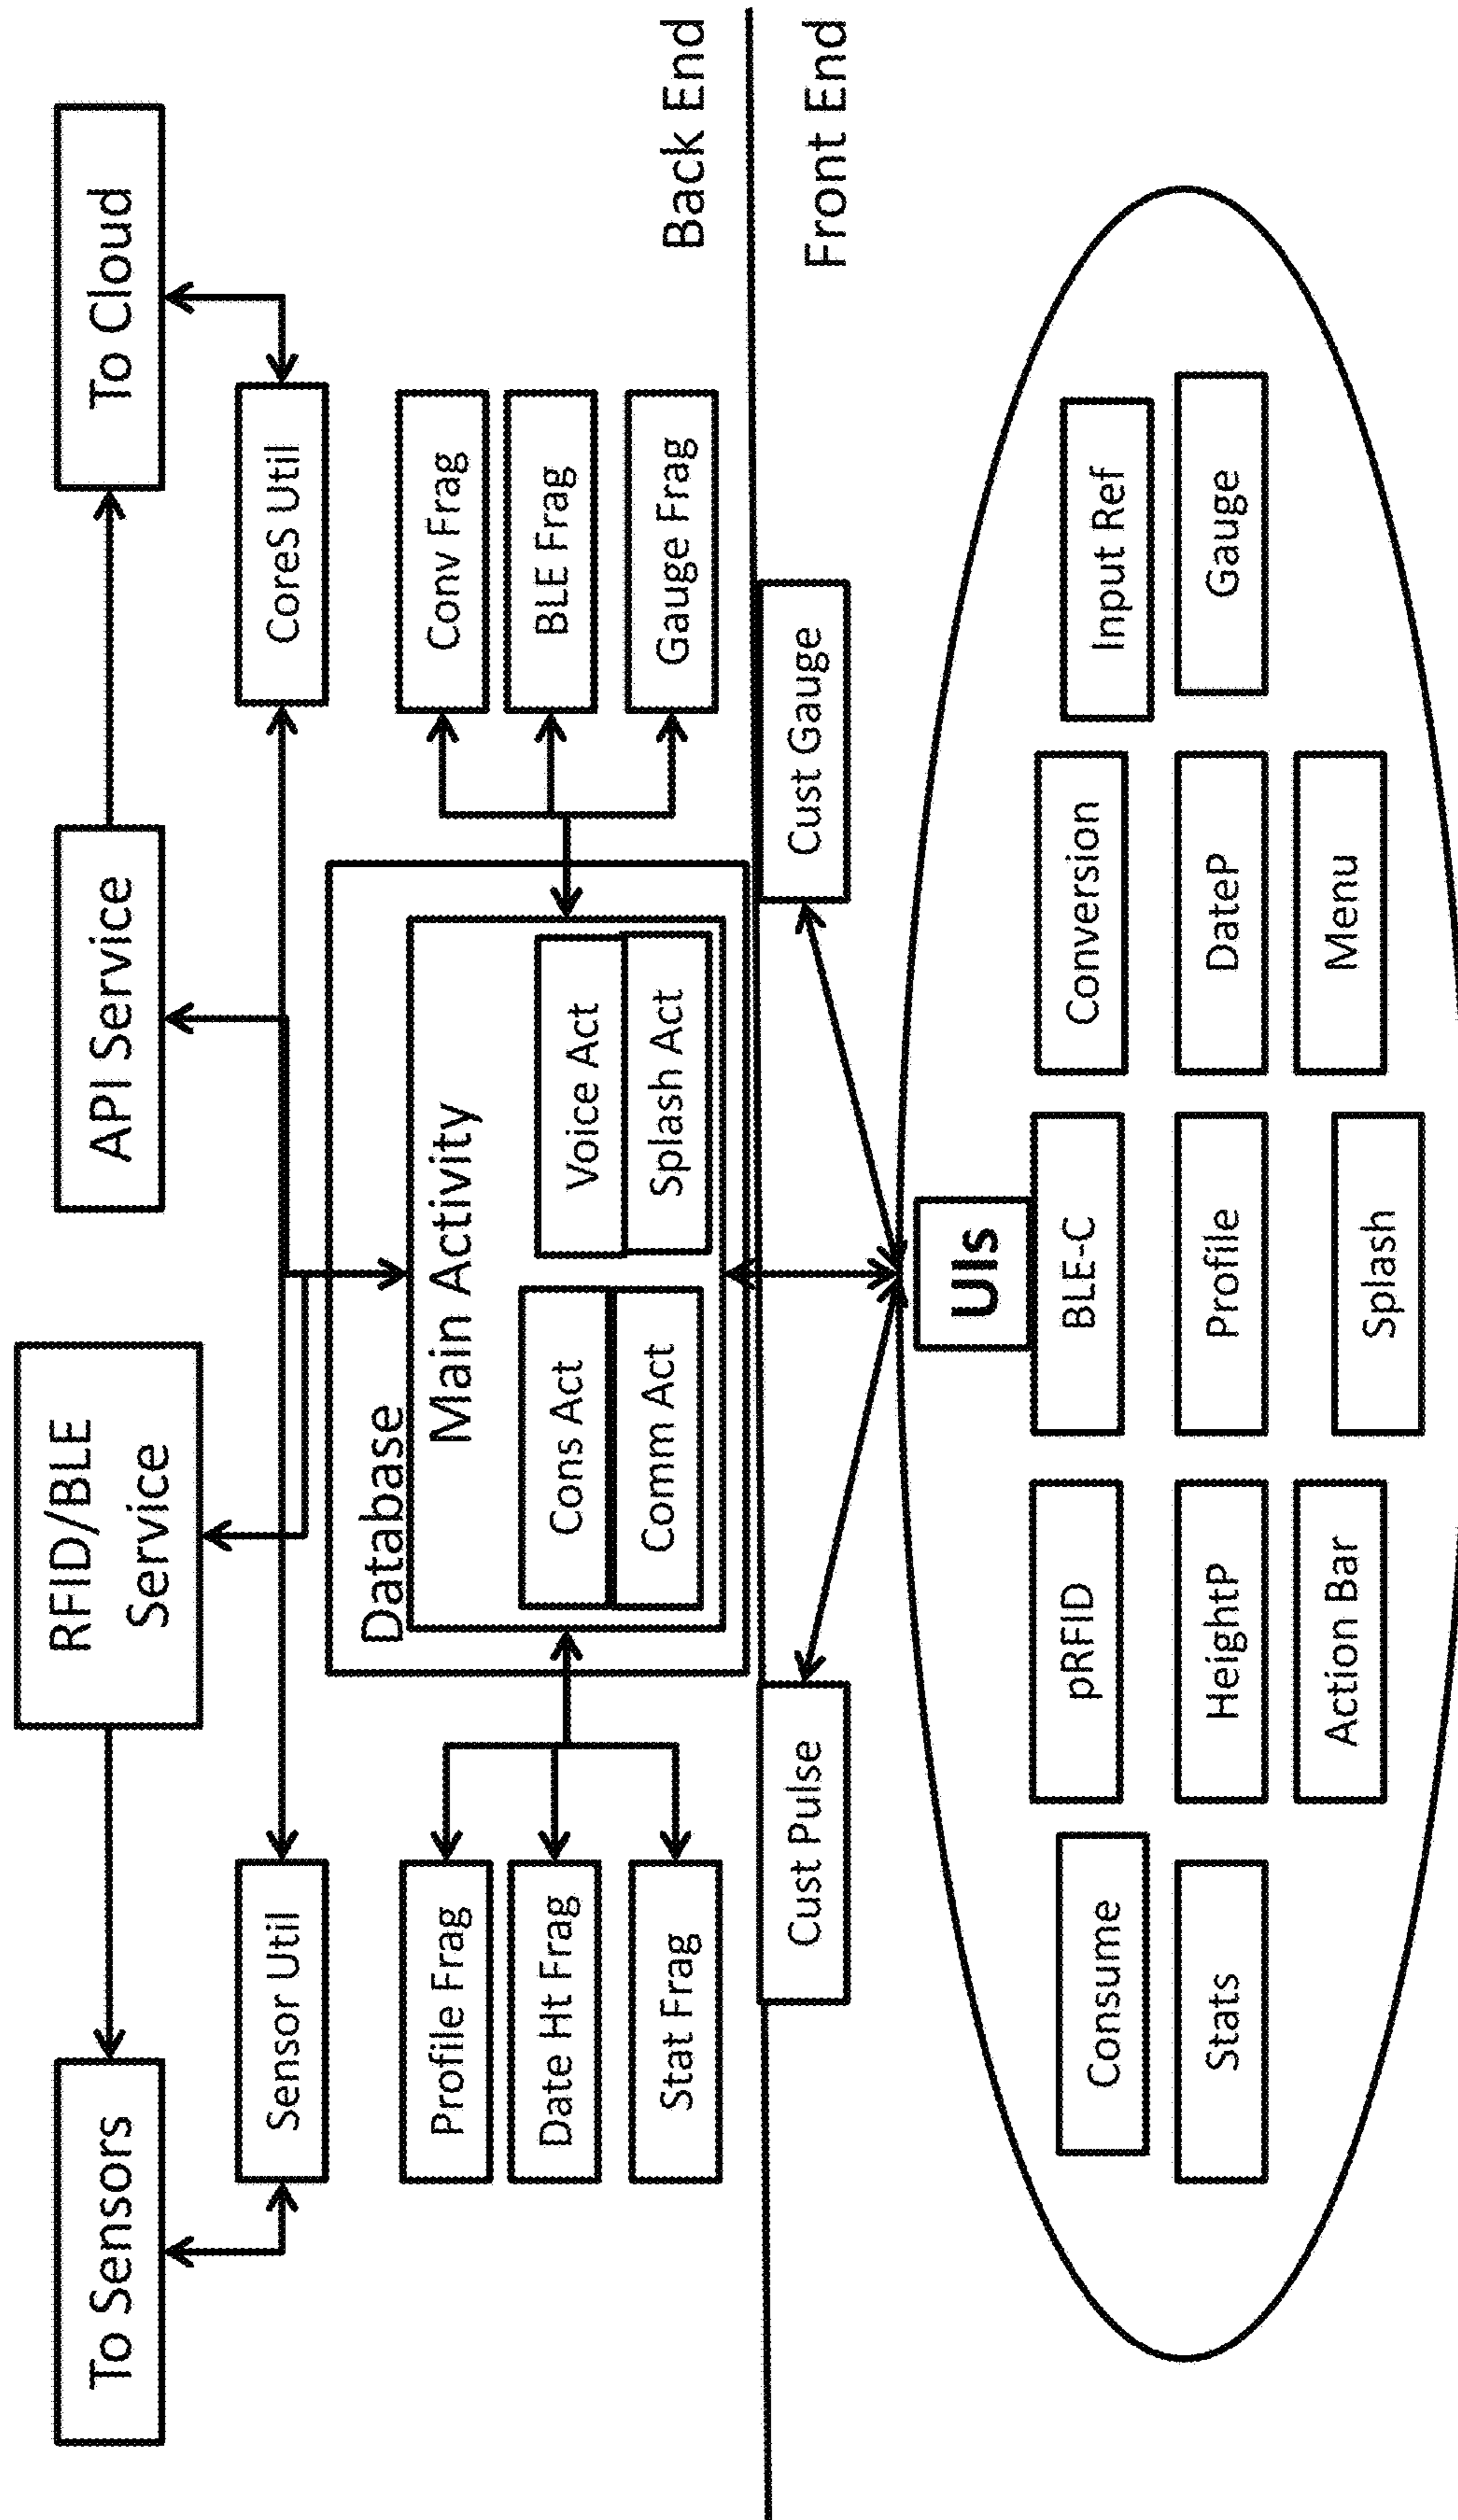 To Sensors
RFID/BLE
Service
API Service
To Cloud
Sensor Util
CoreS Util
Database
Main Activity
Cons Act
Comm Act
Voice Act
Splash Act
Profile Frag
Date Ht Frag
Stat Frag
Conv Frag
BLE Frag
Gauge Frag
Back End
Front End
Cust Pulse
Cust Gauge
UIs
Consume
pRFID
BLE-C
Conversion
Input Ref
Stats
HeightP
Profile
DateP
Gauge
Action Bar
Splash
Menu